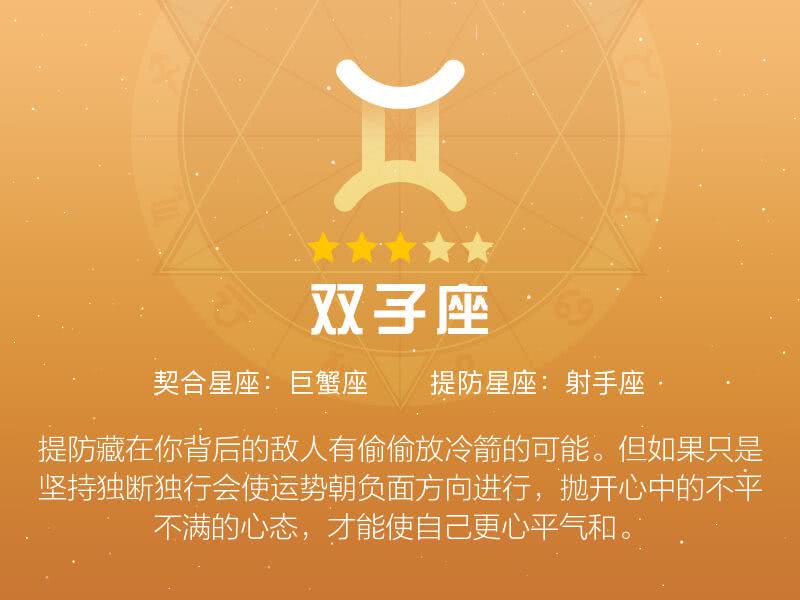 双子座
契合星座：巨蟹座 提防星座：射手座
提防藏在你背后的敌人有偷偷放冷箭的可能。但如果只是
坚持独断独行会使运势朝负面方向进行，抛开心中的不平
不满的心态，才能使自己更心平气和。